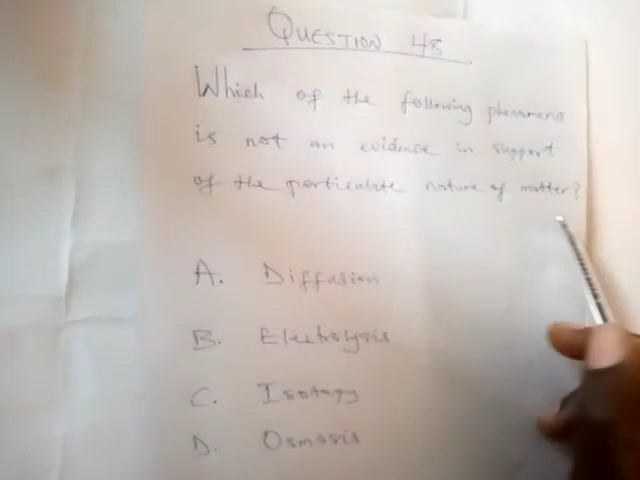 QUESTION 48
Which of the following phenomena
is not an evidence in support
of the particulate nature of matter?
A. Diffusion
B. Electrolysis
C. Isotopy
D. Osmosis